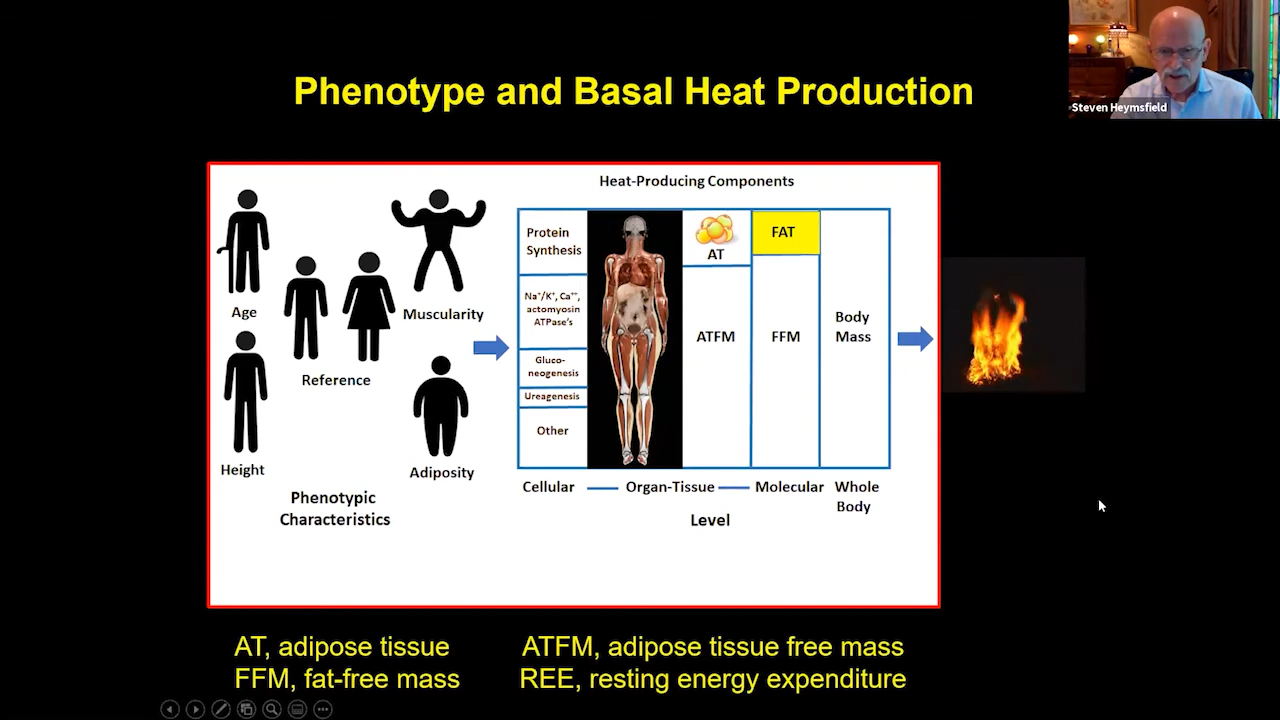 Phenotype and Basal Heat Production
Steven Heymsfield
Heat-Producing Components
Age
Muscularity
Reference
Height
Adiposity
Phenotypic
Characteristics
Protein
Synthesis
Na⁺/K⁺, Ca⁺⁺,
actomyosin
ATPase's
Gluco-
neogenesis
Ureagenesis
Other
AT
ATFM
FAT
FFM
Body
Mass
Cellular
Organ-Tissue
Molecular
Whole
Body
Level
AT, adipose tissue
FFM, fat-free mass
ATFM, adipose tissue free mass
REE, resting energy expenditure